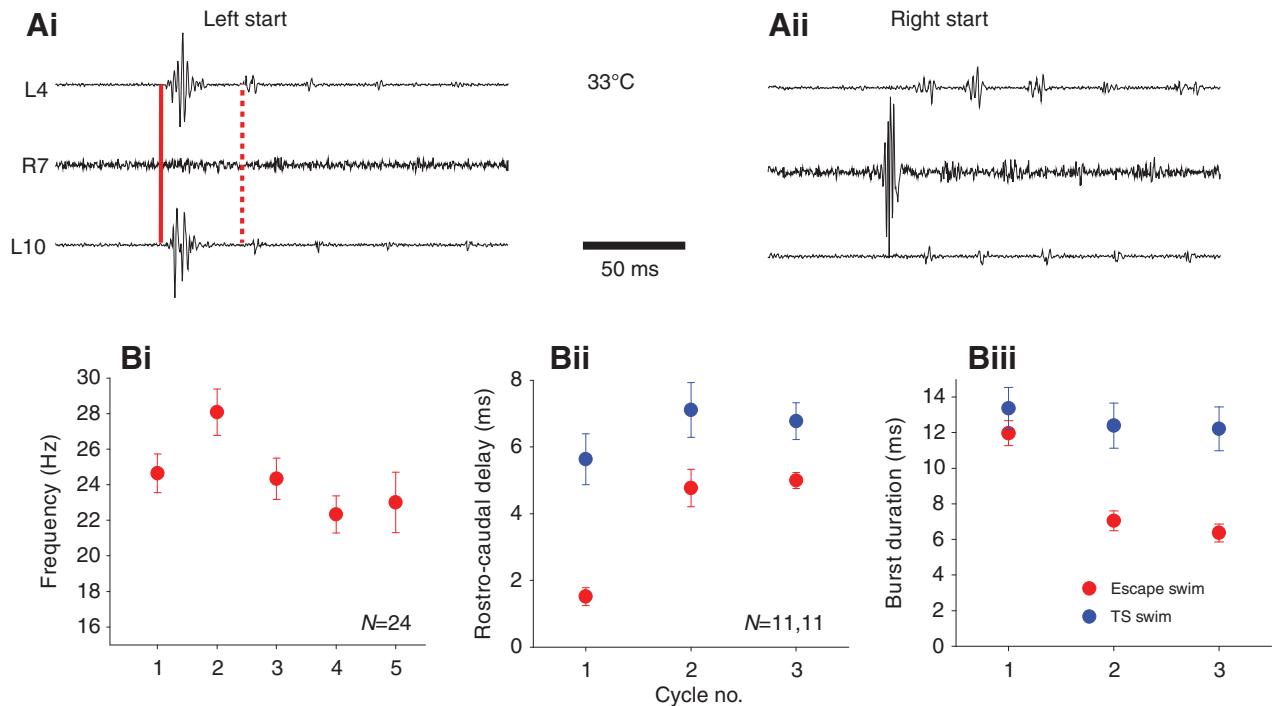 Ai
Left start
Aii
Right start
L4
R7
L10
33°C
50 ms
Bi
Frequency (Hz)
30
28
26
24
22
20
18
16
1 2 3 4 5
N=24
Bii
Rostro-caudal delay (ms)
8
6
4
2
0
1 2 3
N=11,11
Cycle no.
Biii
Burst duration (ms)
14
12
10
8
6
4
2
0
1 2 3
Escape swim
TS swim